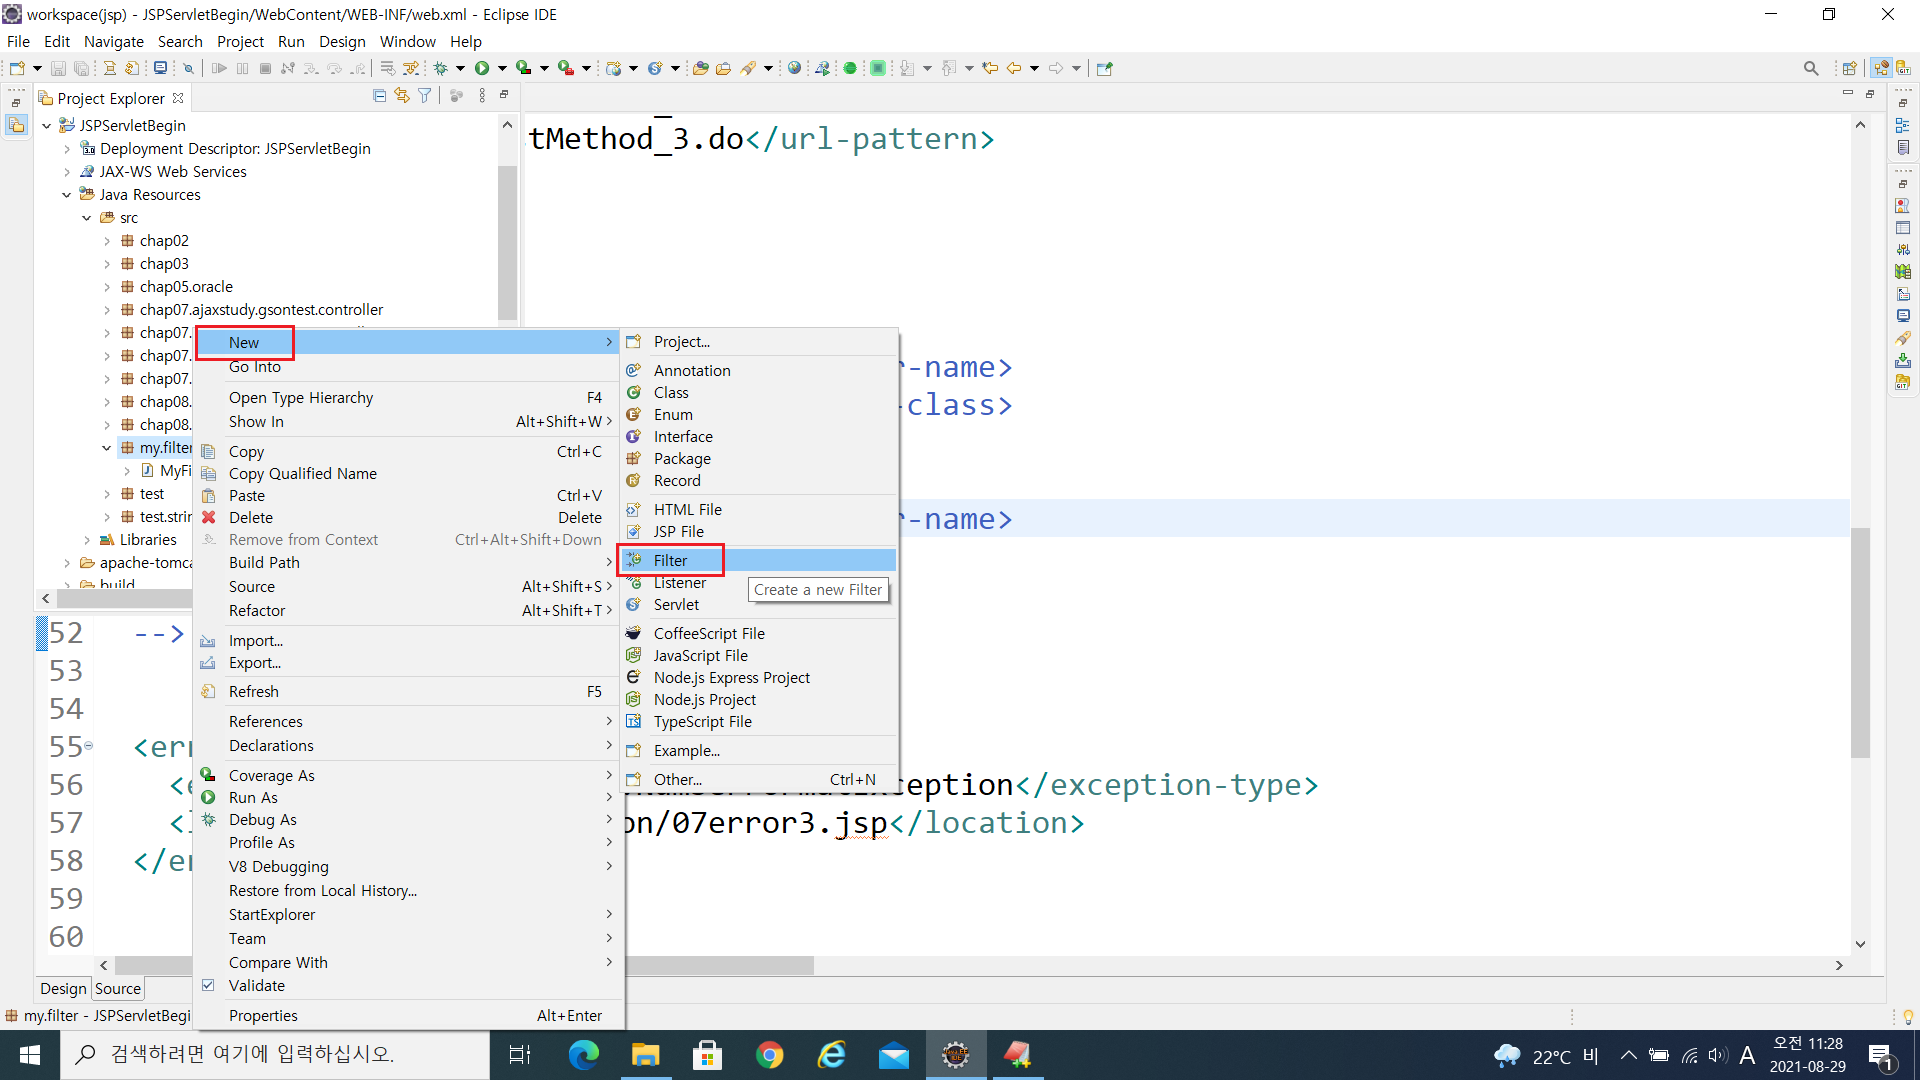 workspace(jsp) - JSPServletBegin/WebContent/WEB-INF/web.xml - Eclipse IDE
File Edit Navigate Search Project Run Design Window Help
Project Explorer
JSPServletBegin
Deployment Descriptor: JSPServletBegin
JAX-WS Web Services
Java Resources
src
chap02
chap03
chap05.oracle
chap07.ajaxstudy.gsontest.controller
chap07.
chap07.
chap07.
chap08.
chap08.
my.filter
MyFi
test
test.strin
Libraries
apache-tomca
build
tMethod_3.do</url-pattern>
-name>
-class>
-name>
New
Go Into
Open Type Hierarchy F4
Show In Alt+Shift+W
Copy Ctrl+C
Copy Qualified Name
Paste Ctrl+V
Delete Delete
Remove from Context Ctrl+Alt+Shift+Down
Build Path
Source Alt+Shift+S
Refactor Alt+Shift+T
Import...
Export...
Refresh F5
References
Declarations
Coverage As
Run As
Debug As
Profile As
V8 Debugging
Restore from Local History...
StartExplorer
Team
Compare With
Validate
Properties Alt+Enter
Project...
Annotation
Class
Enum
Interface
Package
Record
HTML File
JSP File
Filter
Listener
Servlet
Create a new Filter
CoffeeScript File
JavaScript File
Node.js Express Project
Node.js Project
TypeScript File
Example...
Other... Ctrl+N
52 -->
53
54
55 <err
56 <e ception</exception-type>
57 <l on/07error3.jsp</location>
58 </er
59
60
Design Source
my.filter - JSPServletBegi
검색하려면 여기에 입력하십시오.
22°C 비
A
오전 11:28
2021-08-29
1